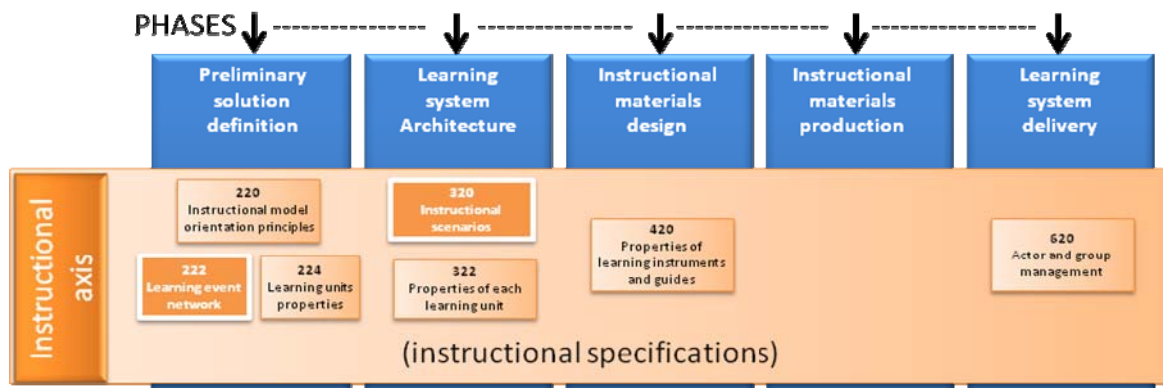 PHASES
Preliminary
solution
definition
Learning
system
Architecture
Instructional
materials
design
Instructional
materials
production
Learning
system
delivery
Instructional
axis
220
Instructional model
orientation principles
222
Learning event
network
224
Learning units
properties
320
Instructional
scenarios
322
Properties of each
learning unit
420
Properties of
learning instruments
and guides
620
Actor and group
management
(instructional specifications)